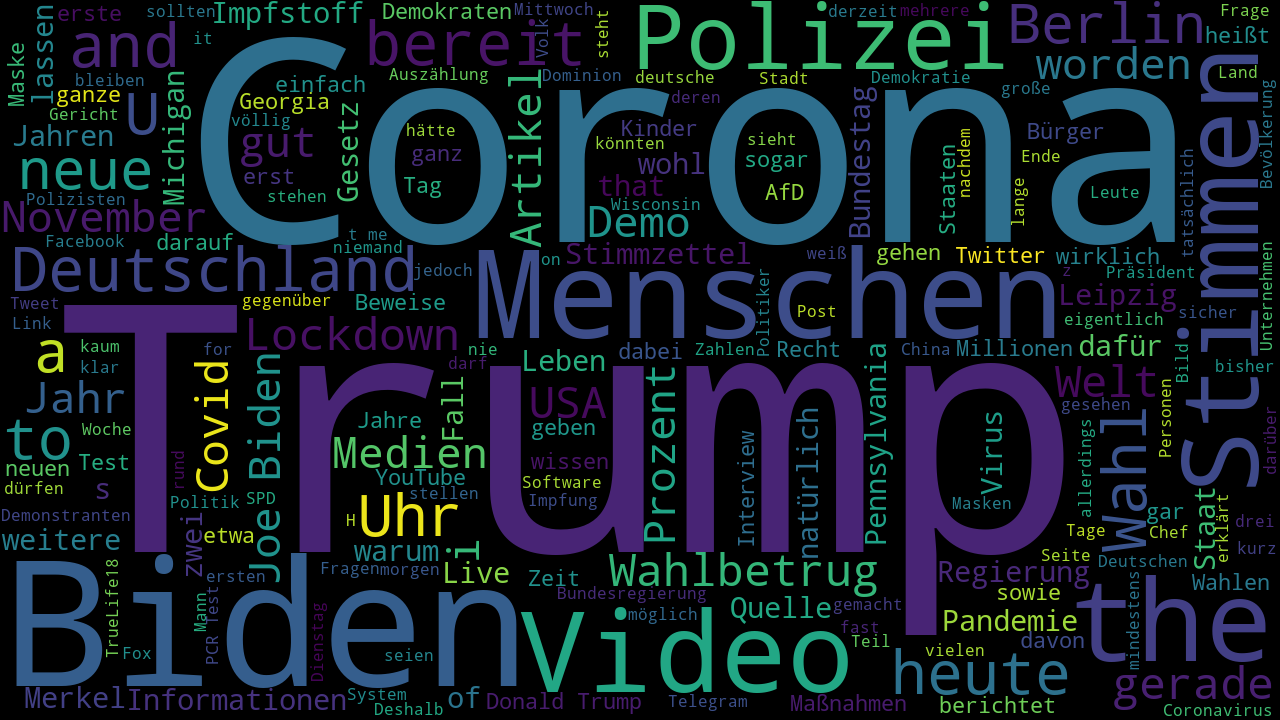 sollten
erste
Impfstoff
Demokraten
Mittwoch
derzeit
mehrere
Frage
and
it
bereit
Volk
steht
Polizei
Berlin
heißt
Maske
lassen
bleiben
einfach
Auszählung
Dominion
deutsche
Stadt
Demokratie
worden
Land
ganze
Gericht
U
Georgia
völlig
Corona
deren
große
Bevölkerung
Jahren
Michigan
gut
Gesetz
hätte
Artikel
Kinder
könnten
sieht
Bundestag
Bürger
neue
erst
ganz
wohl
sogar
Staaten
nachdem
Ende
tatsächlich
Stimmen
Polizisten
stehen
Tag
that
AfD
lange
Leute
November
Wisconsin
Demo
Facebook
darauf
t me
niemand
on
Stimmzettel
weiß
gehen
Twitter
wirklich
Deutschland
jedoch
Menschen
z
Präsident
Unternehmen
Tweet
gegenüber
Beweise
Politiker
Post
Leipzig
Link
Lockdown
eigentlich
sicher
a
kaum
for
nie
dabei
Zahlen
Recht
China
Millionen
dafür
Bild
klar
Trump
darf
Leben
bisher
Jahr
Covid
Joe Biden
Fall
USA
Prozent
Pennsylvania
Welt
Personen
to
Woche
Jahre
geben
Interview
natürlich
Virus
gesehen
Wahl
darüber
neuen
Test
rund
Medien
wissen
allerdings
dürfen
s
YouTube
Software
Politik
SPD
stellen
Impfung
Masken
Staat
Demonstranten
zwei
H
Uhr
gar
drei
weitere
etwa
warum
i
Tage
Chef
erklärt
kurz
Seite
Deutschen
TrueLife18
ersten
Fragen
morgen
Live
Zeit
Wahlbetrug
Regierung
Wahlen
Biden
Mann
PCR Test
Bundesregierung
sowie
the
Dienstag
Video
möglich
Quelle
gemacht
Pandemie
mindestens
fast
davon
Fox
seien
Teil
vielen
heute
gerade
Merkel
Informationen
System
Deshalb
of
Donald Trump
Telegram
Maßnahmen
berichtet
Coronavirus